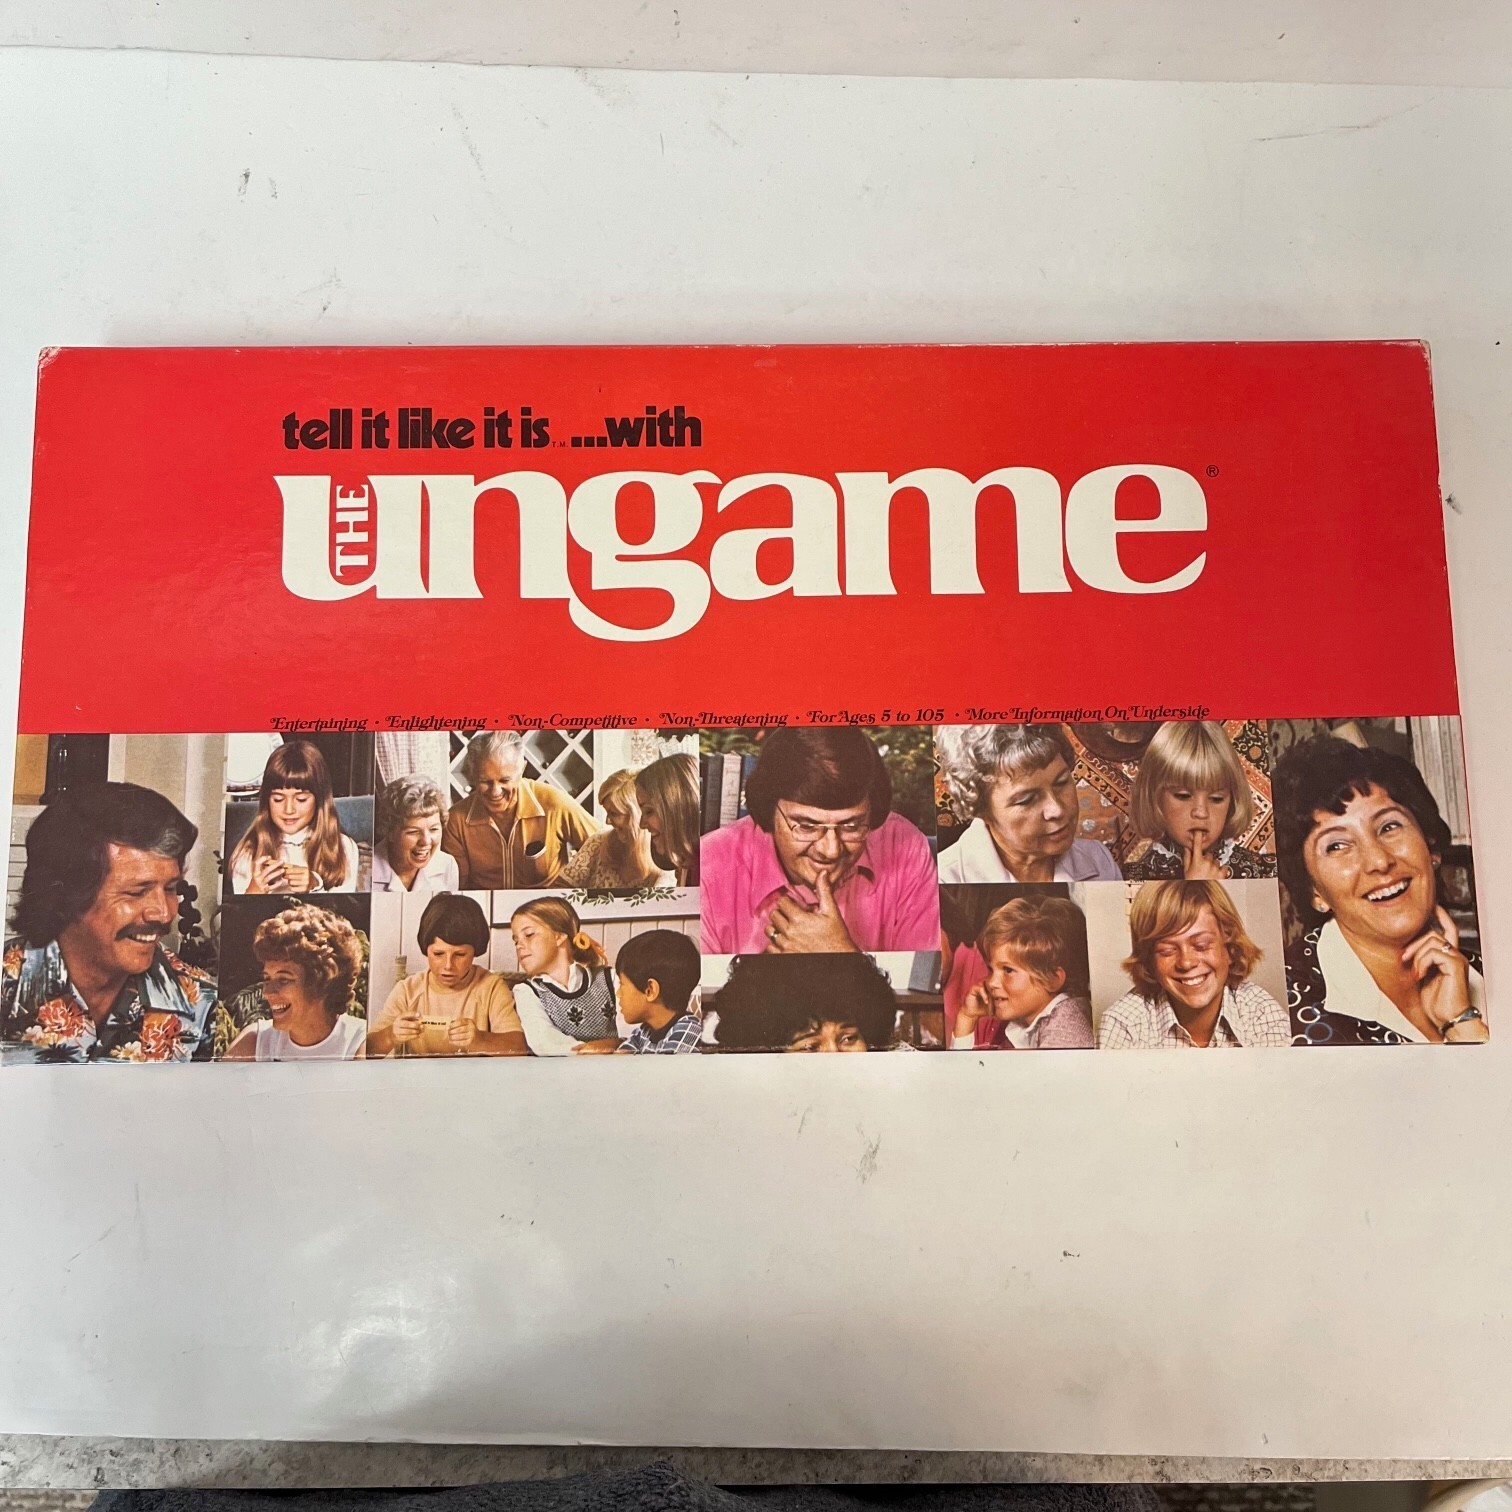 tell it like it is T.M. ...with
THE ungame ®
Entertaining · Enlightening · Non-Competitive · Non-Threatening · For Ages 5 to 105 · More Information On Underside